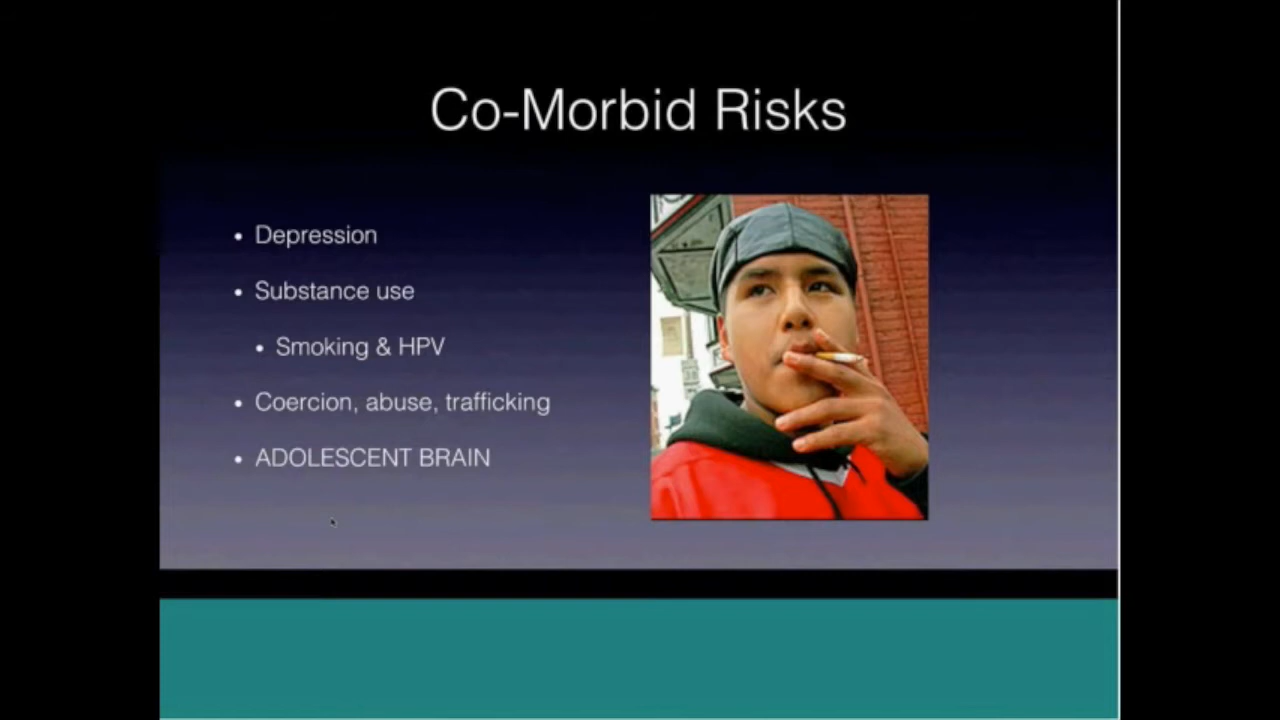 Co-Morbid Risks
• Depression
• Substance use
• Smoking & HPV
• Coercion, abuse, trafficking
• ADOLESCENT BRAIN